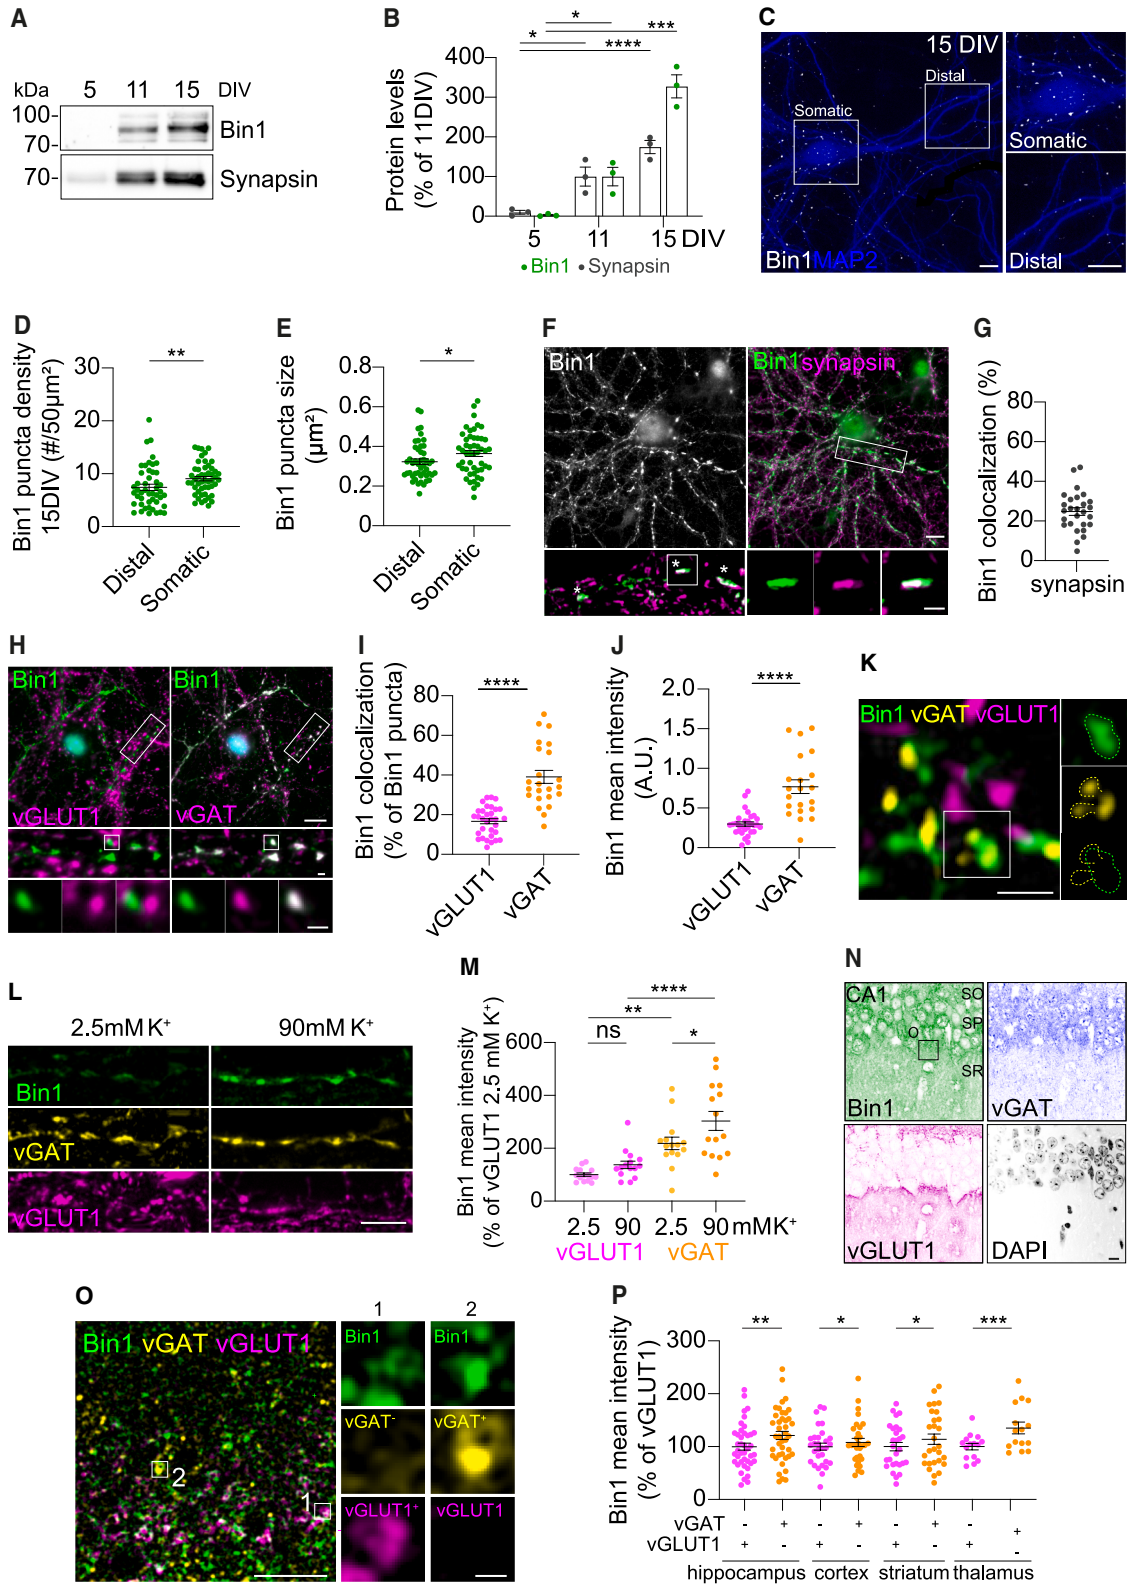 A
kDa 5 11 15 DIV
100-
70-
Bin1
70-
Synapsin
B
* ***
* ****
Protein levels
(% of 11DIV)
400
300
200
100
0
5 11 15 DIV
• Bin1 • Synapsin
C
15 DIV
Distal
Somatic
Bin1 MAP2
Somatic
Distal
D
Bin1 puncta density
15DIV (#/50µm²)
30
20
10
0
**
Distal
Somatic
E
Bin1 puncta size
(µm²)
0.8
0.6
0.4
0.2
0
*
Distal
Somatic
F
Bin1
Bin1 synapsin
* * *
G
Bin1 colocalization (%)
80
60
40
20
0
synapsin
H
Bin1 Bin1
vGLUT1 vGAT
I
Bin1 colocalization
(% of Bin1 puncta)
80
60
40
20
0
****
vGLUT1
vGAT
J
Bin1 mean intensity
(A.U.)
2.0
1.5
1.0
0.5
0
****
vGLUT1
vGAT
K
Bin1 vGAT vGLUT1
L
2.5mM K⁺ 90mM K⁺
Bin1
vGAT
vGLUT1
M
Bin1 mean intensity
(% of vGLUT1 2.5 mM K⁺)
600
400
200
0
****
**
ns *
2.5 90 2.5 90 mMK⁺
vGLUT1 vGAT
N
CA1
SO
SP
O
SR
Bin1
vGAT
vGLUT1
DAPI
O
Bin1 vGAT vGLUT1
2
1
1 2
Bin1 Bin1
vGAT⁻ vGAT⁺
vGLUT1⁺ vGLUT1
P
Bin1 mean intensity
(% of vGLUT1)
300
200
100
0
** * * ***
vGAT - + - + - + - +
vGLUT1 + - + - + - + -
hippocampus cortex striatum thalamus